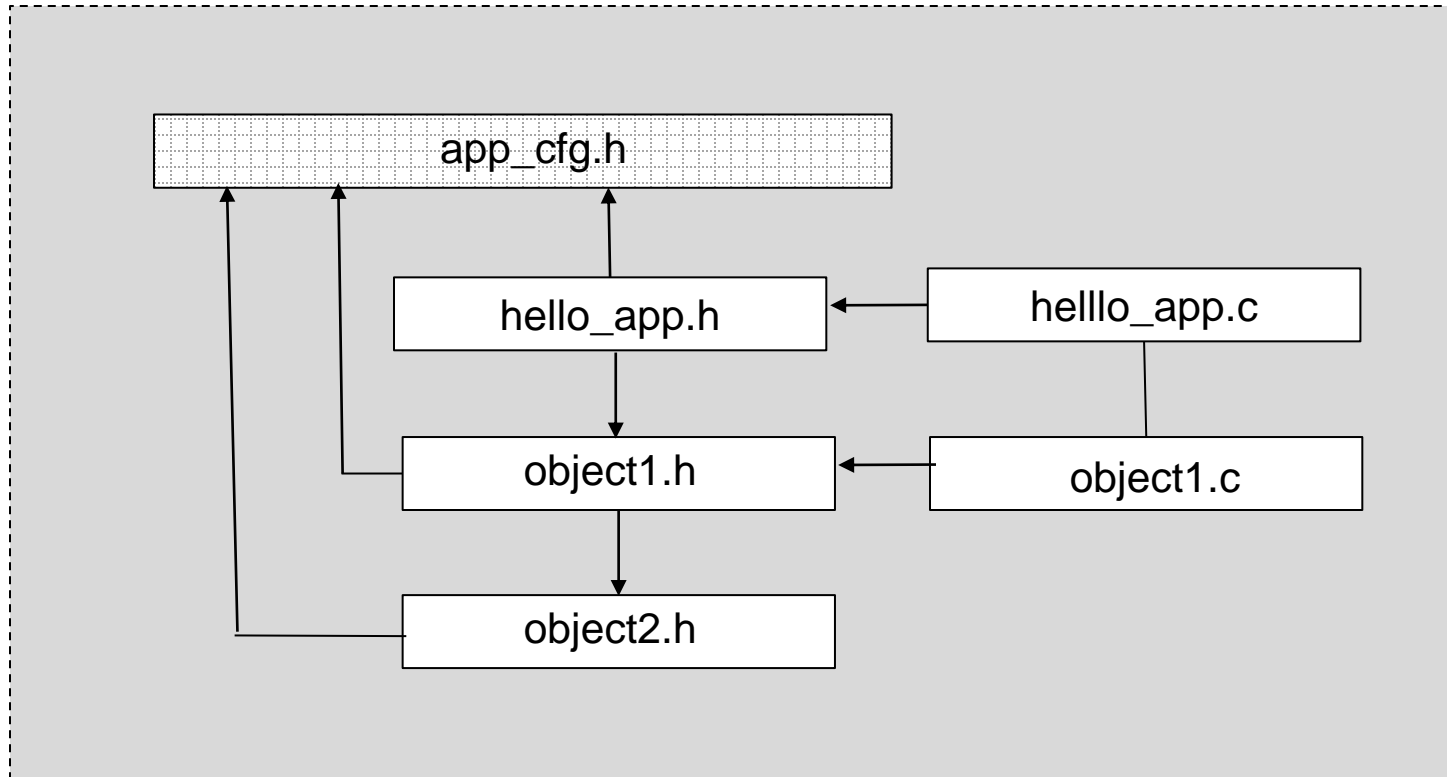 app_cfg.h
hello_app.h
helllo_app.c
object1.h
object1.c
object2.h